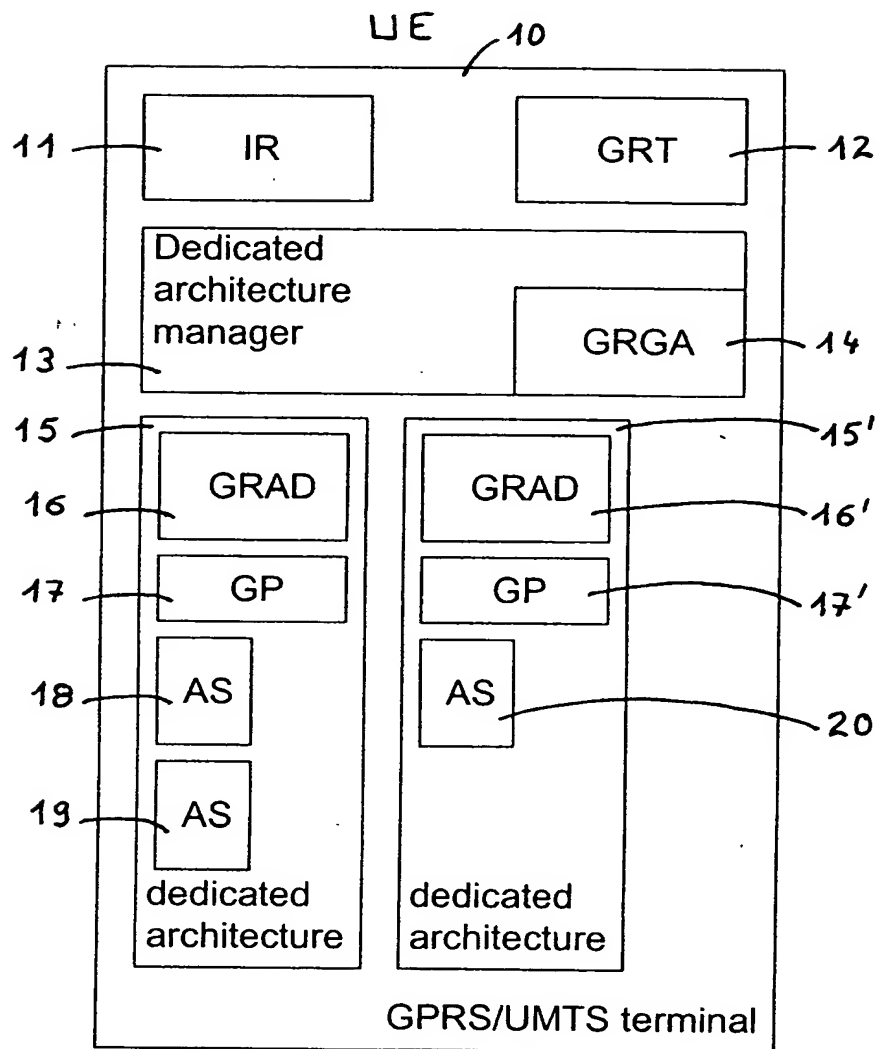 UE
10
11
IR
GRT
12
Dedicated
architecture
manager
13
GRGA
14
15
15'
GRAD
GRAD
16
16'
17
GP
GP
17'
18
AS
AS
20
19
AS
dedicated
architecture
dedicated
architecture
GPRS/UMTS terminal